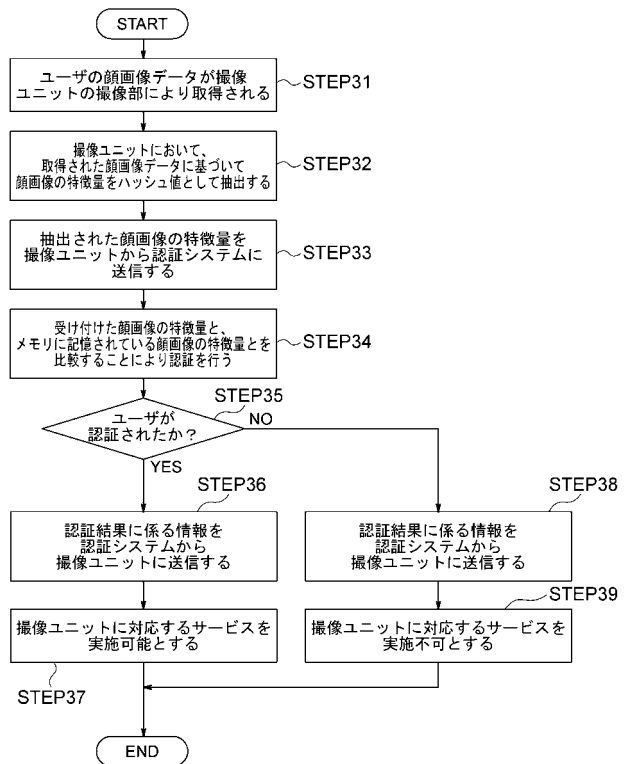 START
ユーザの顔画像データが撮像
ユニットの撮像部により取得される
STEP31
撮像ユニットにおいて、
取得された顔画像データに基づいて
顔画像の特徴量をハッシュ値として抽出する
STEP32
抽出された顔画像の特徴量を
撮像ユニットから認証システムに
送信する
STEP33
受け付けた顔画像の特徴量と、
メモリに記憶されている顔画像の特徴量とを
比較することにより認証を行う
STEP34
STEP35
ユーザが
認証されたか？
NO
YES
STEP36
認証結果に係る情報を
認証システムから
撮像ユニットに送信する
STEP38
認証結果に係る情報を
認証システムから
撮像ユニットに送信する
撮像ユニットに対応するサービスを
実施可能とする
STEP37
STEP39
撮像ユニットに対応するサービスを
実施不可とする
END